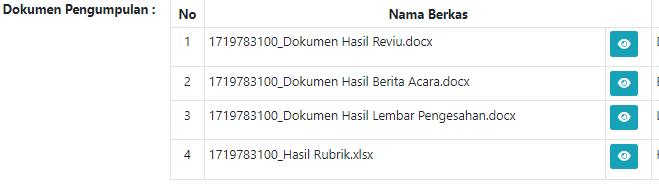 Dokumen Pengumpulan :
No Nama Berkas
1 1719783100_Dokumen Hasil Reviu.docx
2 1719783100_Dokumen Hasil Berita Acara.docx
3 1719783100_Dokumen Hasil Lembar Pengesahan.docx
4 1719783100_Hasil Rubrik.xlsx